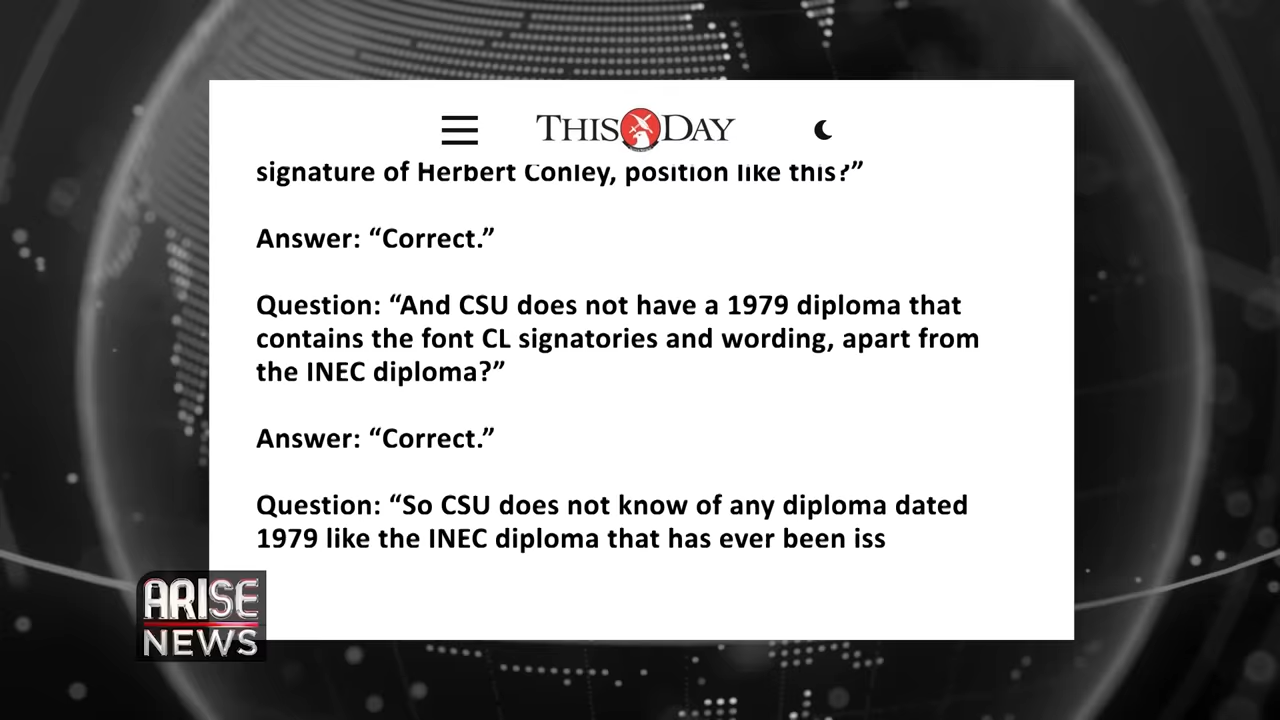 THISDAY
signature of Herbert Conley, position like this?”
Answer: “Correct.”
Question: “And CSU does not have a 1979 diploma that
contains the font CL signatories and wording, apart from
the INEC diploma?”
Answer: “Correct.”
Question: “So CSU does not know of any diploma dated
1979 like the INEC diploma that has ever been iss
ARISE
NEWS